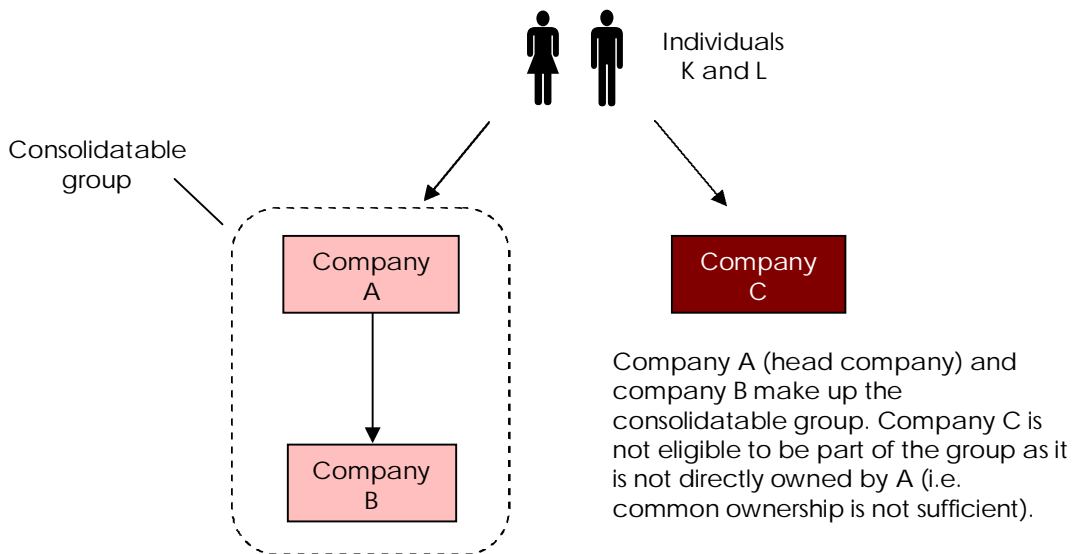 Individuals
K and L
Consolidatable
group
Company
A
Company
C
Company
B
Company A (head company) and
company B make up the
consolidatable group. Company C is
not eligible to be part of the group as it
is not directly owned by A (i.e.
common ownership is not sufficient).